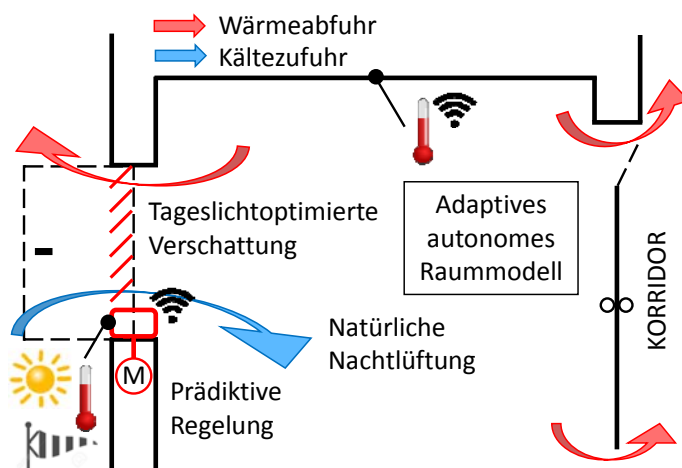 Wärmeabfuhr
Kältezufuhr
Tageslichtoptimierte
Verschattung
Adaptives
autonomes
Raummodell
KORRIDOR
Natürliche
Nachtlüftung
M
Prädiktive
Regelung